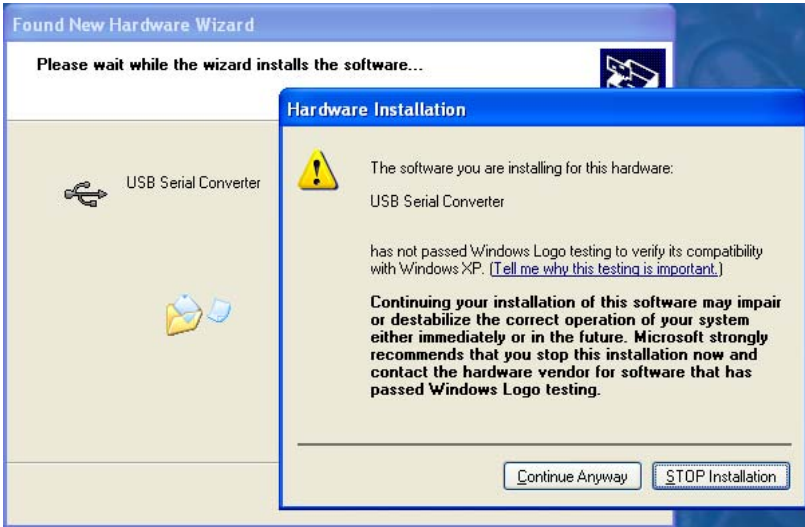 Found New Hardware Wizard
Please wait while the wizard installs the software...
USB Serial Converter
Hardware Installation
The software you are installing for this hardware:
USB Serial Converter
has not passed Windows Logo testing to verify its compatibility
with Windows XP. (Tell me why this testing is important.)
Continuing your installation of this software may impair
or destabilize the correct operation of your system
either immediately or in the future. Microsoft strongly
recommends that you stop this installation now and
contact the hardware vendor for software that has
passed Windows Logo testing.
Continue Anyway
STOP Installation